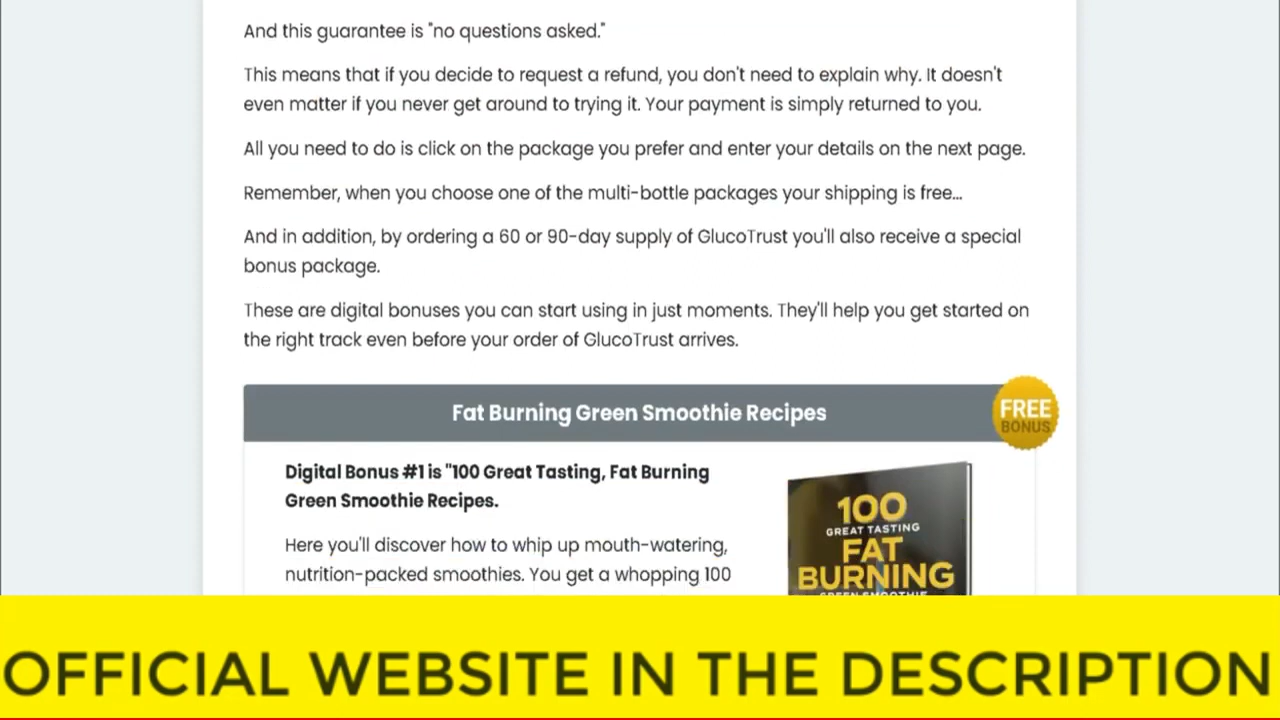 And this guarantee is "no questions asked."
This means that if you decide to request a refund, you don't need to explain why. It doesn't
even matter if you never get around to trying it. Your payment is simply returned to you.
All you need to do is click on the package you prefer and enter your details on the next page.
Remember, when you choose one of the multi-bottle packages your shipping is free...
And in addition, by ordering a 60 or 90-day supply of GlucoTrust you'll also receive a special
bonus package.
These are digital bonuses you can start using in just moments. They'll help you get started on
the right track even before your order of GlucoTrust arrives.
Fat Burning Green Smoothie Recipes
FREE
BONUS
Digital Bonus #1 is "100 Great Tasting, Fat Burning
Green Smoothie Recipes.
Here you'll discover how to whip up mouth-watering,
nutrition-packed smoothies. You get a whopping 100
100
GREAT TASTING
FAT
BURNING
GREEN SMOOTHIE
OFFICIAL WEBSITE IN THE DESCRIPTION